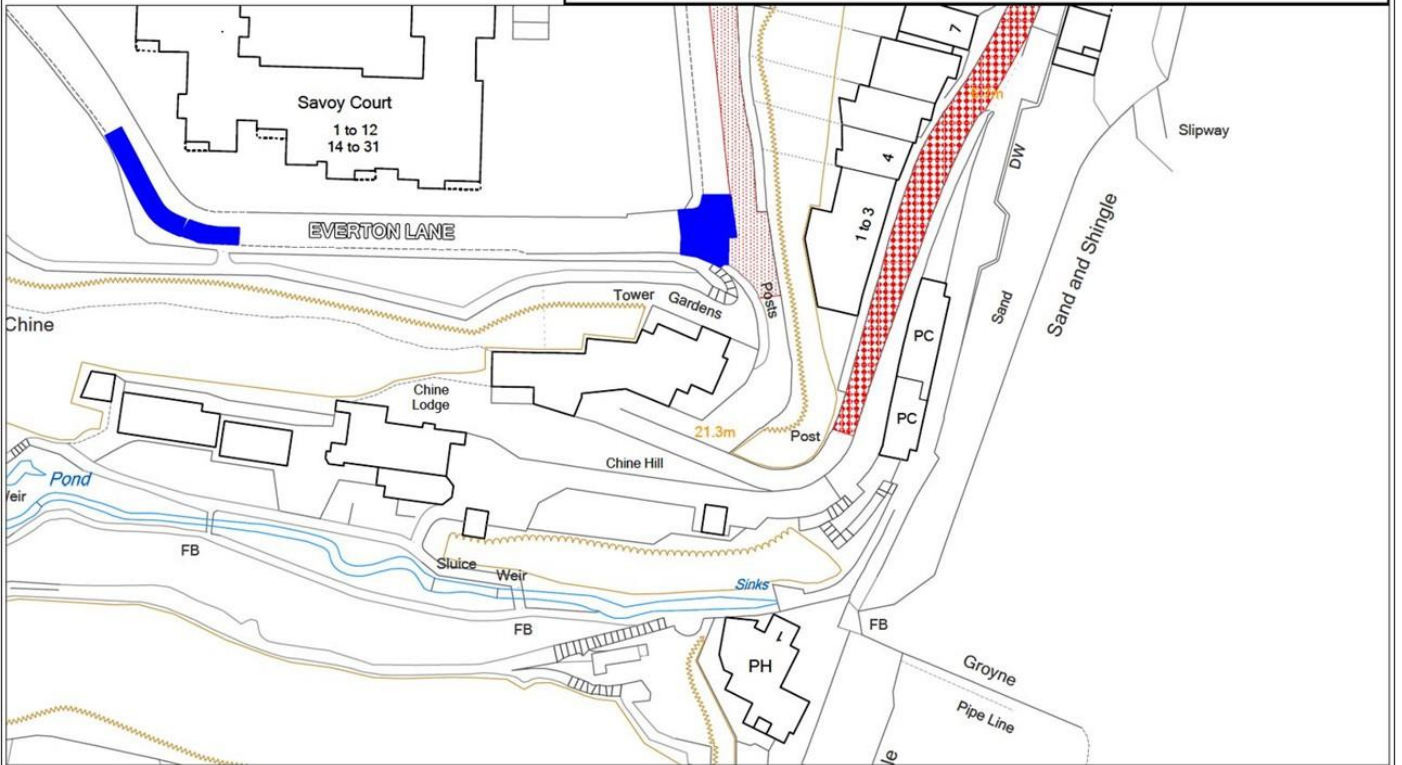 7
Savoy Court
1 to 12
14 to 31
Slipway
DW
4
1 to 3
Sand and Shingle
EVERTON LANE
Posts
Tower
Gardens
Sand
Chine
PC
Chine
Lodge
PC
21.3m
Post
Chine Hill
Pond
FB
Sluice
Weir
Sinks
FB
FB
1
PH
Groyne
Pipe Line